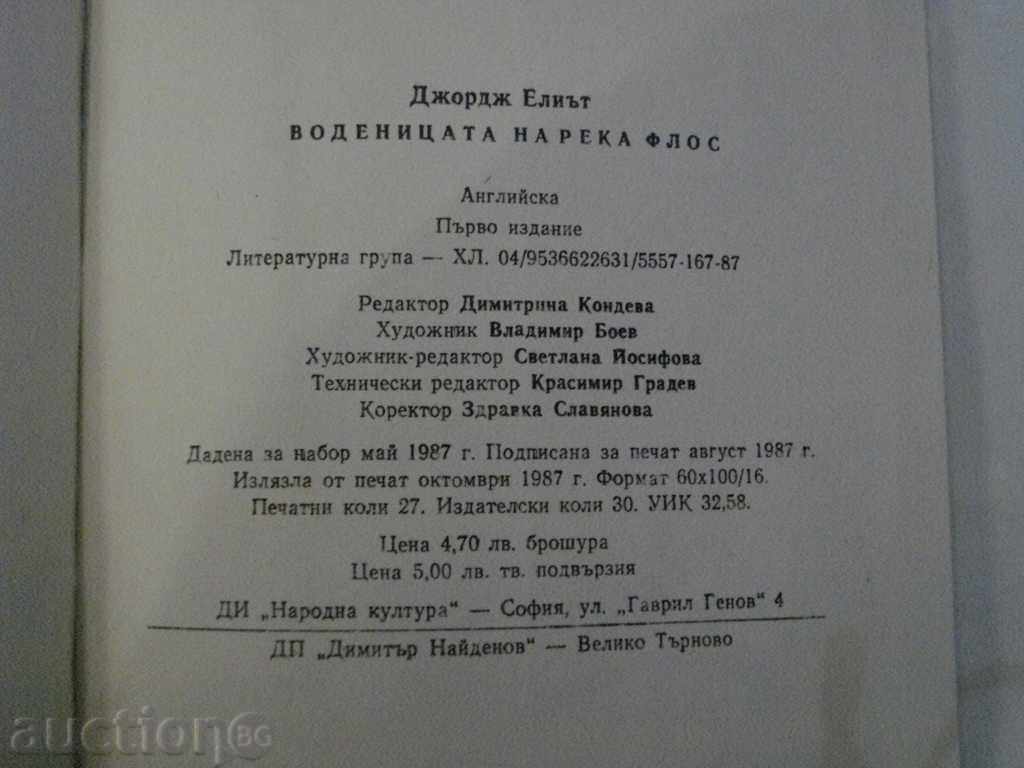 Джордж Елиът
ВОДЕНИЦАТА НА РЕКА ФЛОС
Английска
Първо издание
Литературна група — ХЛ. 04/9536622631/5557-167-87
Редактор Димитрина Кондева
Художник Владимир Боев
Художник-редактор Светлана Йосифова
Технически редактор Красимир Градев
Коректор Здравка Славянова
Дадена за набор май 1987 г. Подписана за печат август 1987 г.
Излязла от печат октомври 1987 г. Формат 60х100/16.
Печатни коли 27. Издателски коли 30. УИК 32,58.
Цена 4,70 лв. брошура
Цена 5,00 лв. тв. подвързия
ДИ „Народна култура“ — София, ул. „Гаврил Генов“ 4
ДП „Димитър Найденов“ — Велико Търново
auction BG